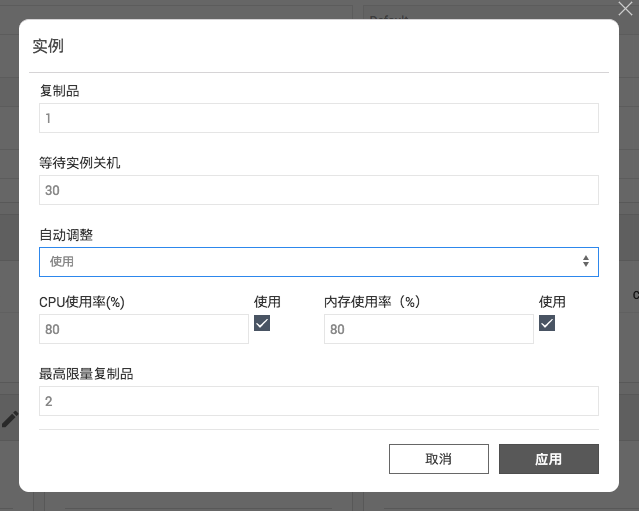 实例
复制品
1
等待实例关机
30
自动调整
使用
CPU使用率(%) 使用 内存使用率（%） 使用
80 80
最高限量复制品
2
取消 应用